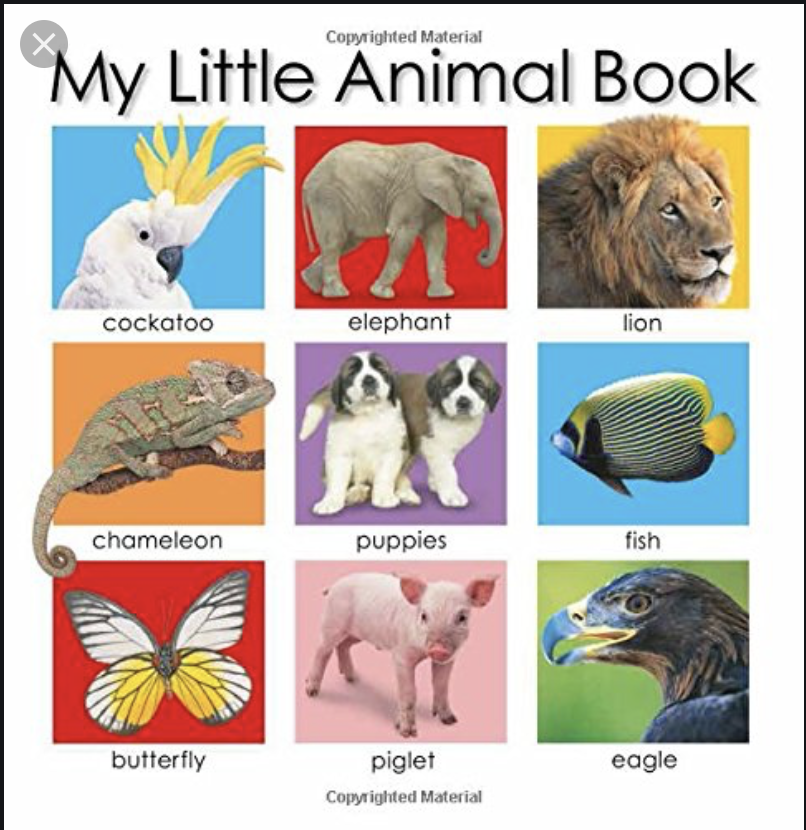 Copyrighted Material
My Little Animal Book
cockatoo
elephant
lion
chameleon
puppies
fish
butterfly
piglet
eagle
Copyrighted Material